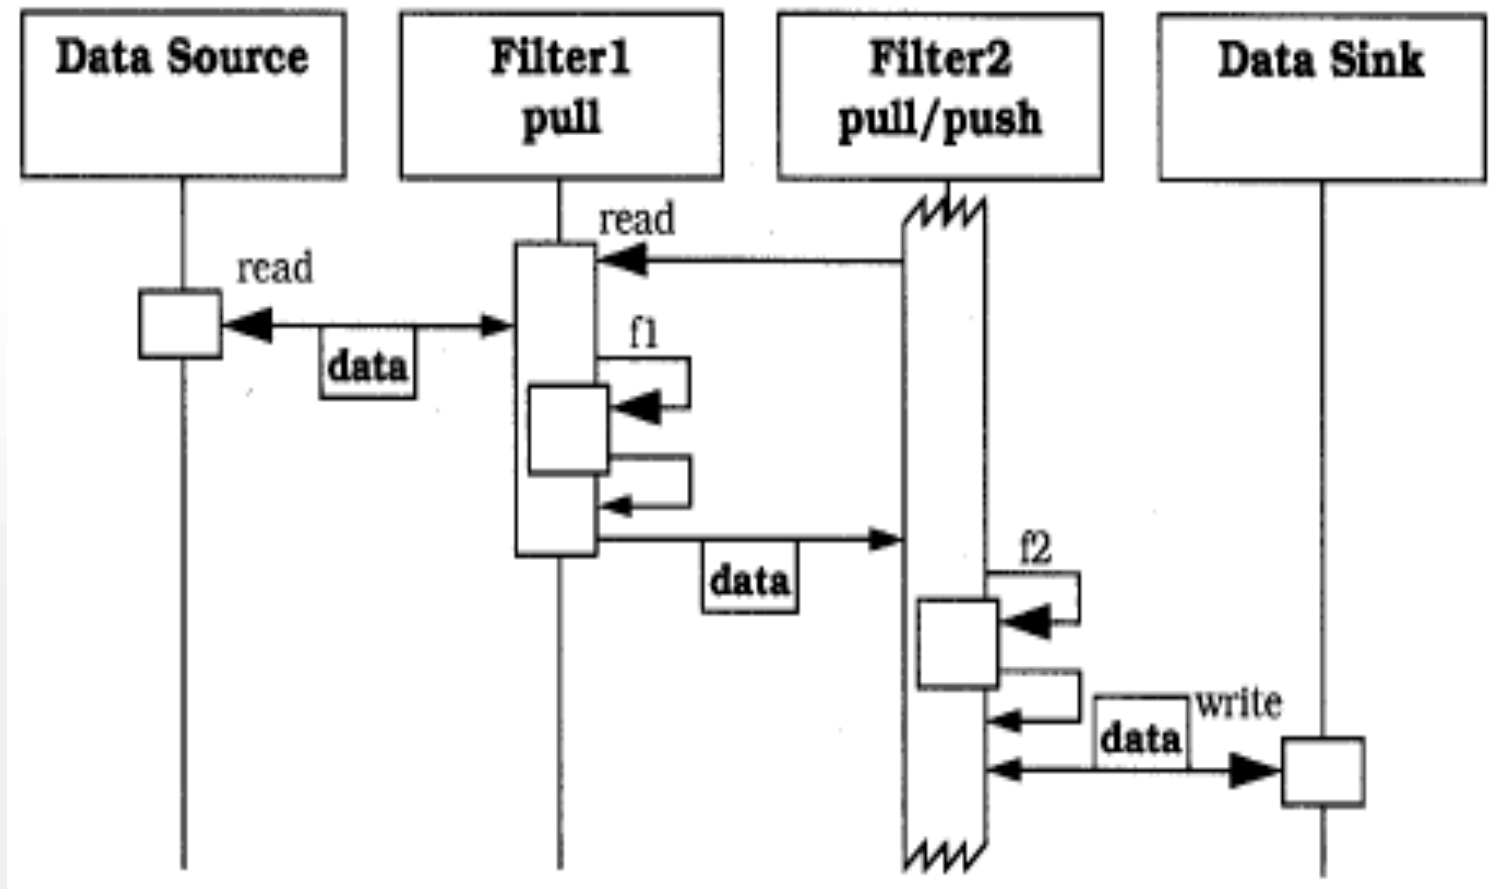 Data Source
Filter1
pull
Filter2
pull/push
Data Sink
read
read
data
f1
data
f2
write
data